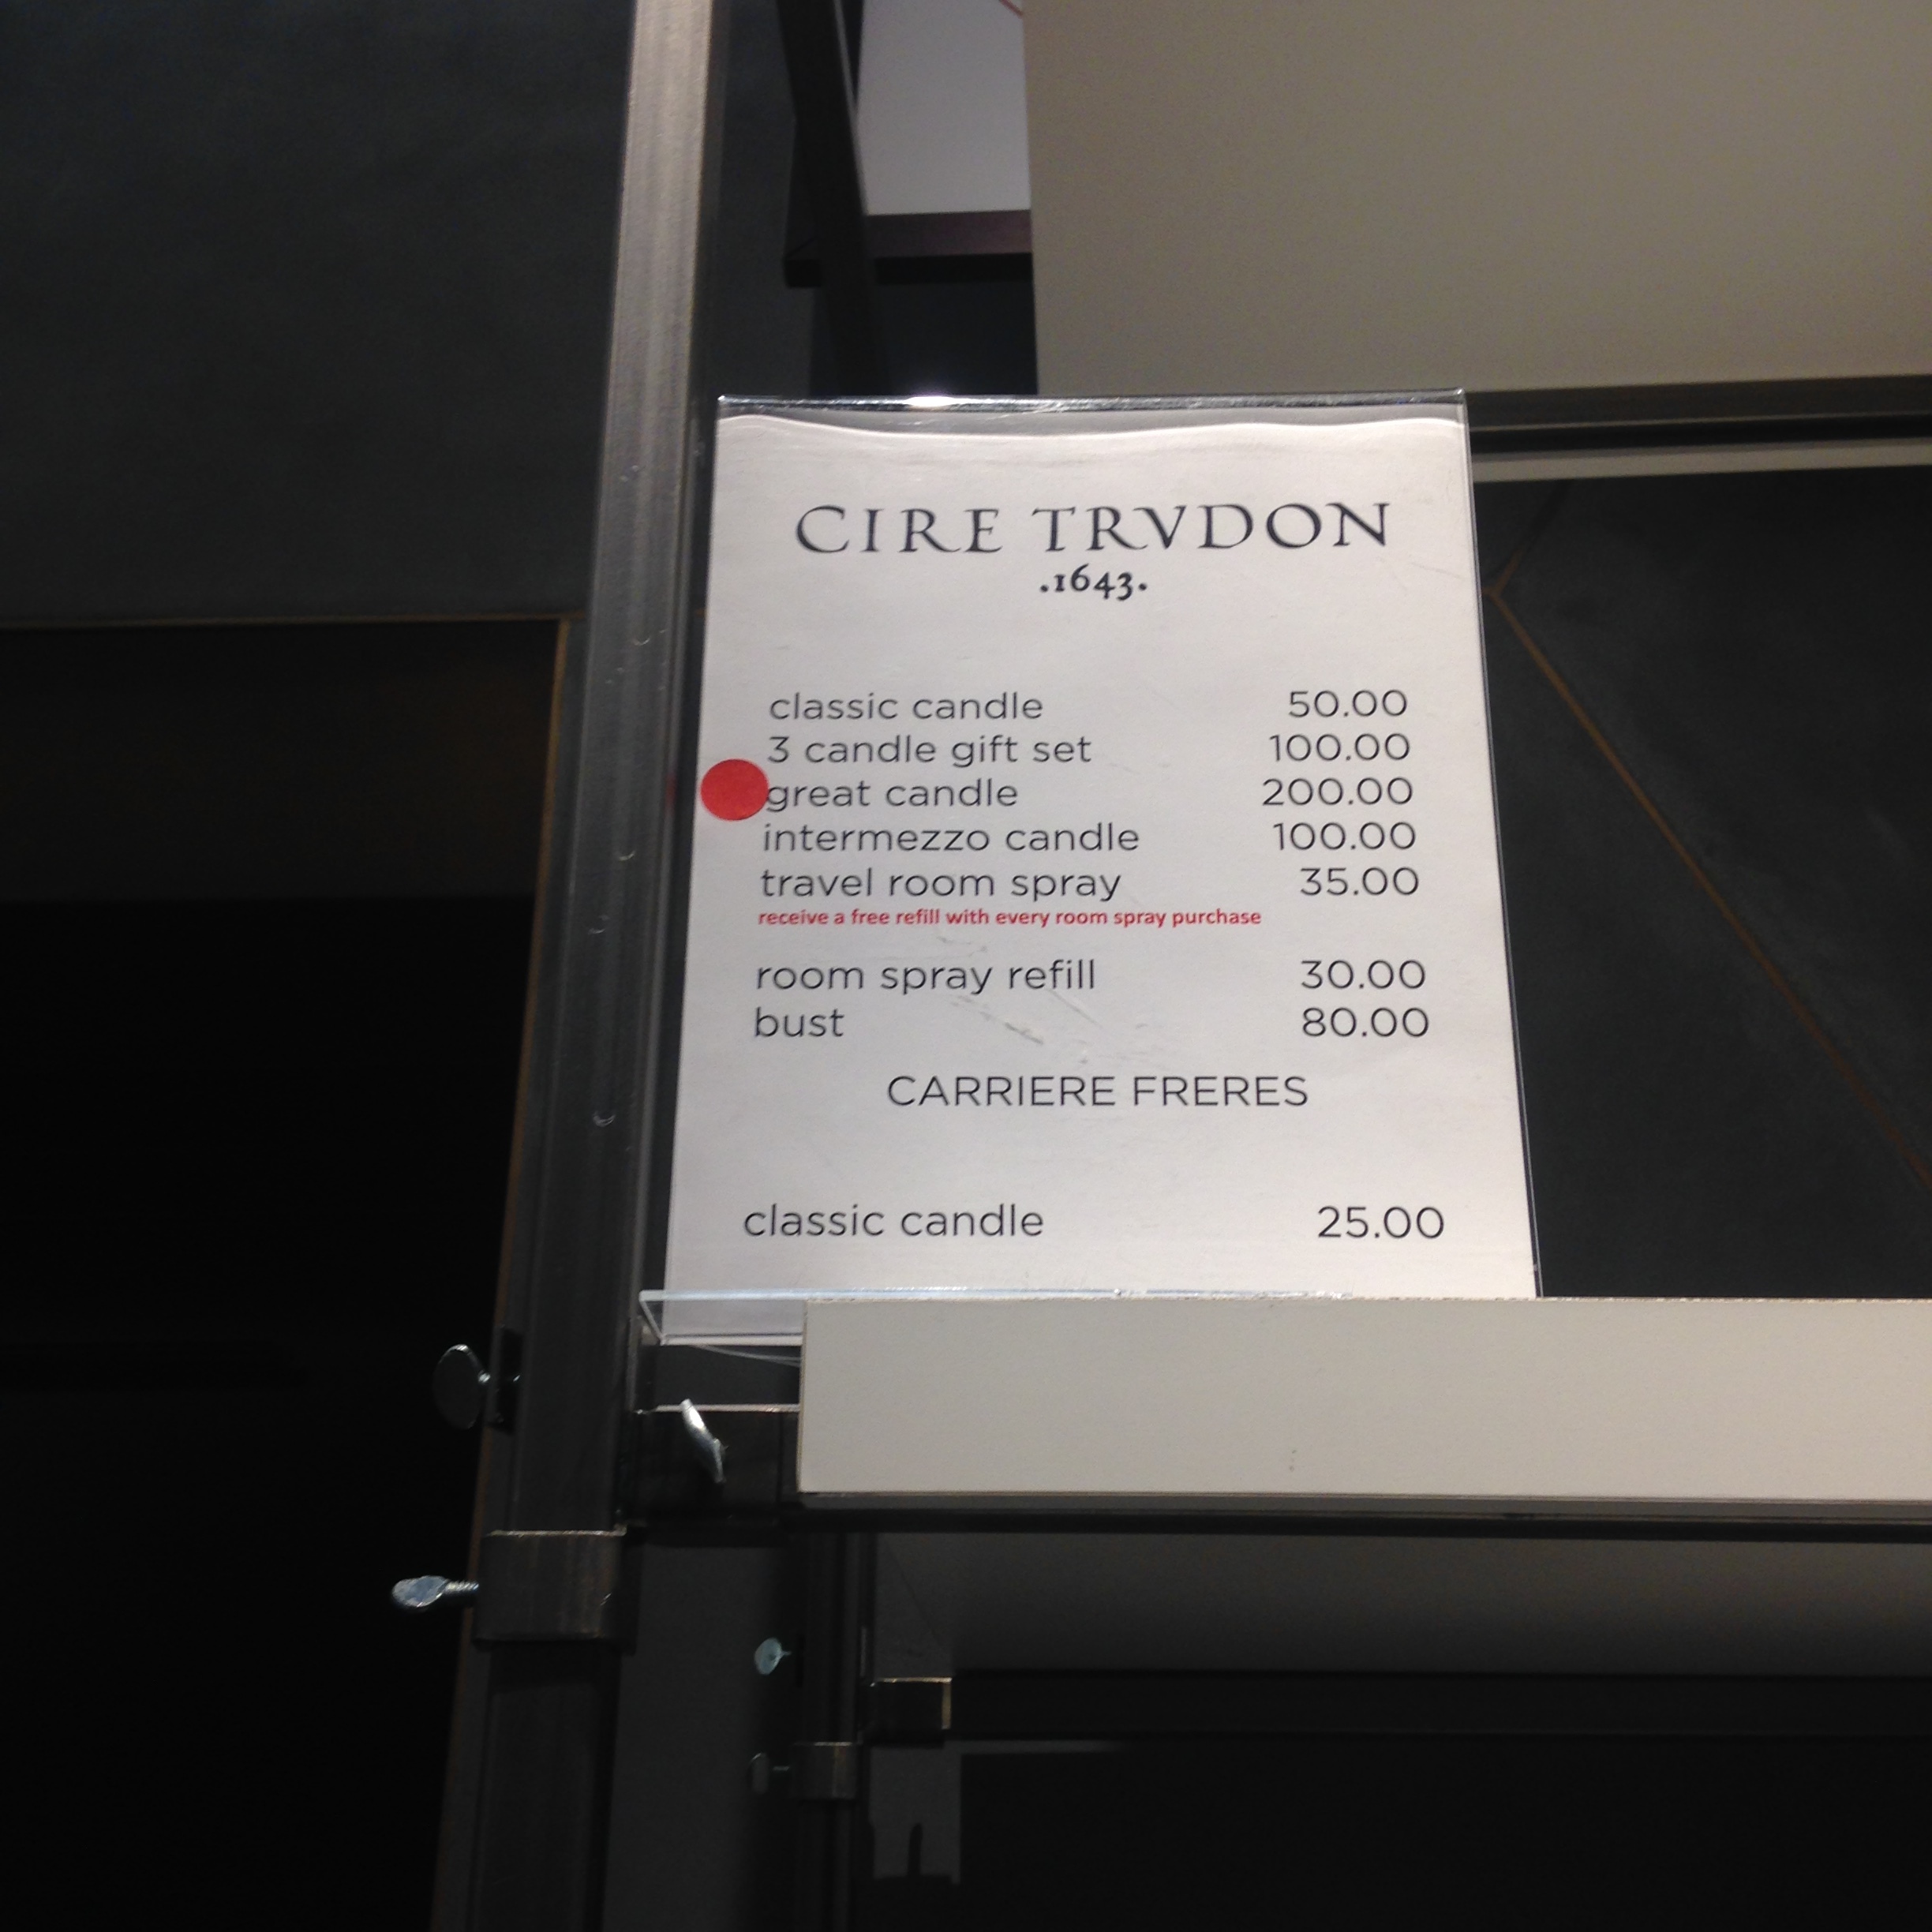 CIRE TRVDON
.1643.
classic candle 50.00
3 candle gift set 100.00
great candle 200.00
intermezzo candle 100.00
travel room spray 35.00
receive a free refill with every room spray purchase
room spray refill 30.00
bust 80.00
CARRIERE FRERES
classic candle 25.00